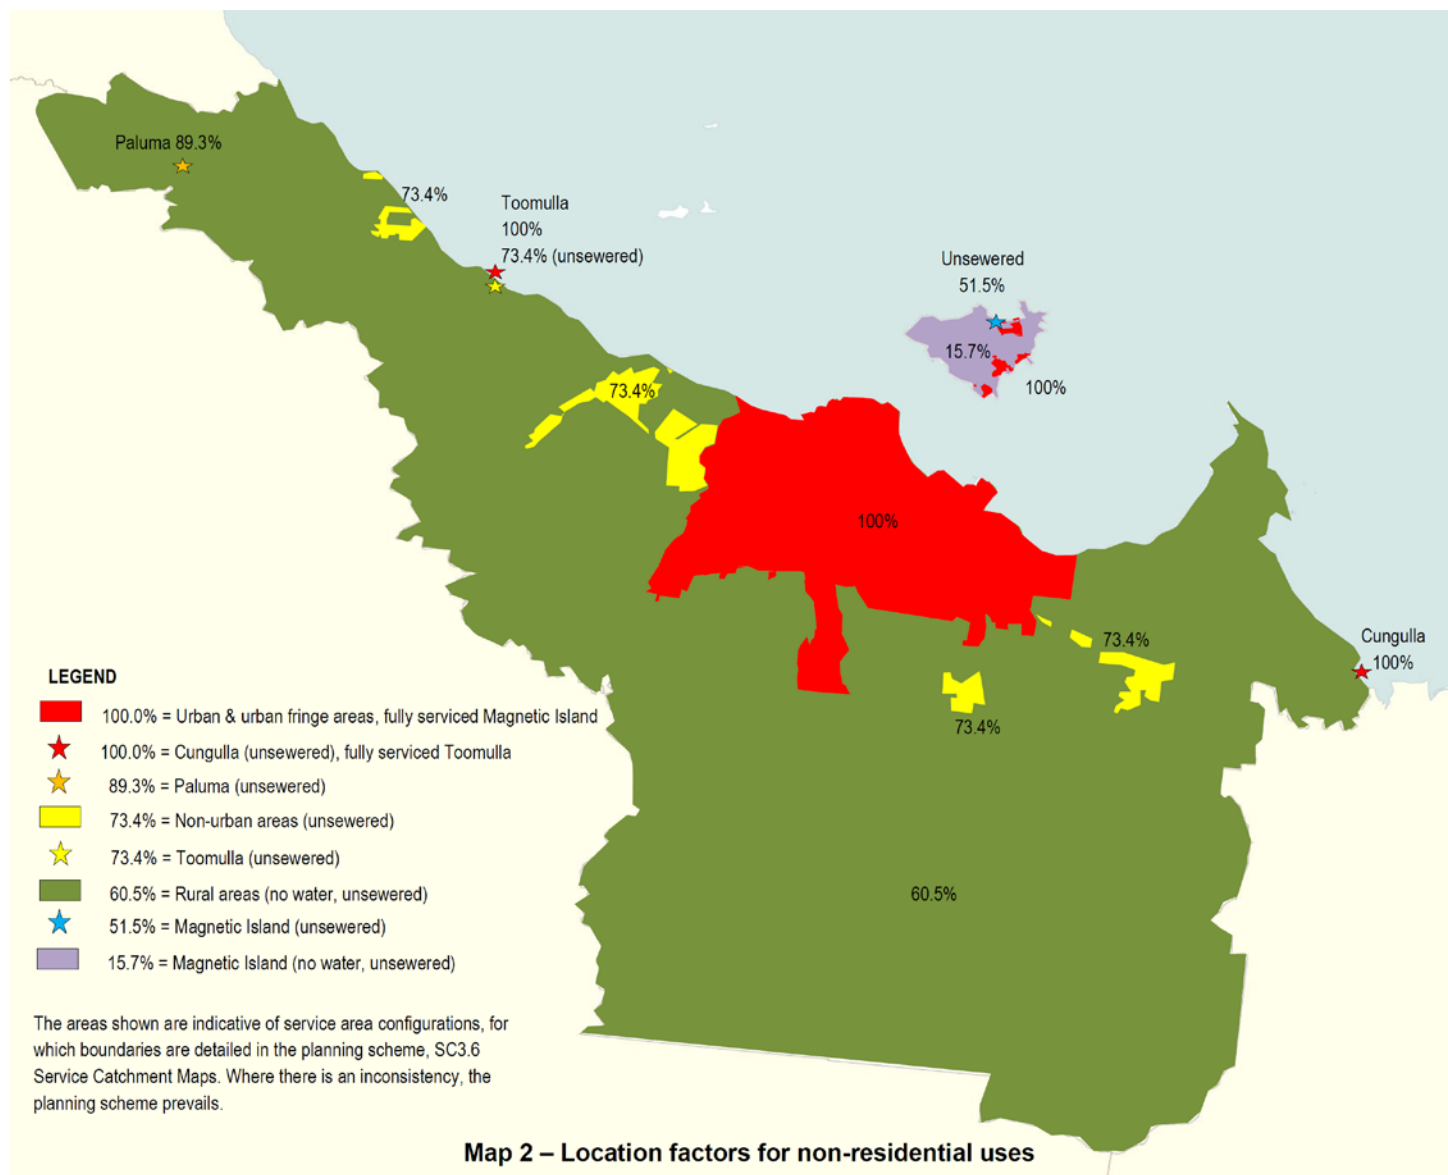 Paluma 89.3%
73.4%
Toomulla
100%
73.4% (unsewered)
Unsewered
51.5%
15.7%
100%
73.4%
100%
73.4%
Cungulla
100%
73.4%
60.5%
LEGEND
100.0% = Urban & urban fringe areas, fully serviced Magnetic Island
100.0% = Cungulla (unsewered), fully serviced Toomulla
89.3% = Paluma (unsewered)
73.4% = Non-urban areas (unsewered)
73.4% = Toomulla (unsewered)
60.5% = Rural areas (no water, unsewered)
51.5% = Magnetic Island (unsewered)
15.7% = Magnetic Island (no water, unsewered)
The areas shown are indicative of service area configurations, for
which boundaries are detailed in the planning scheme, SC3.6
Service Catchment Maps. Where there is an inconsistency, the
planning scheme prevails.
Map 2 – Location factors for non-residential uses